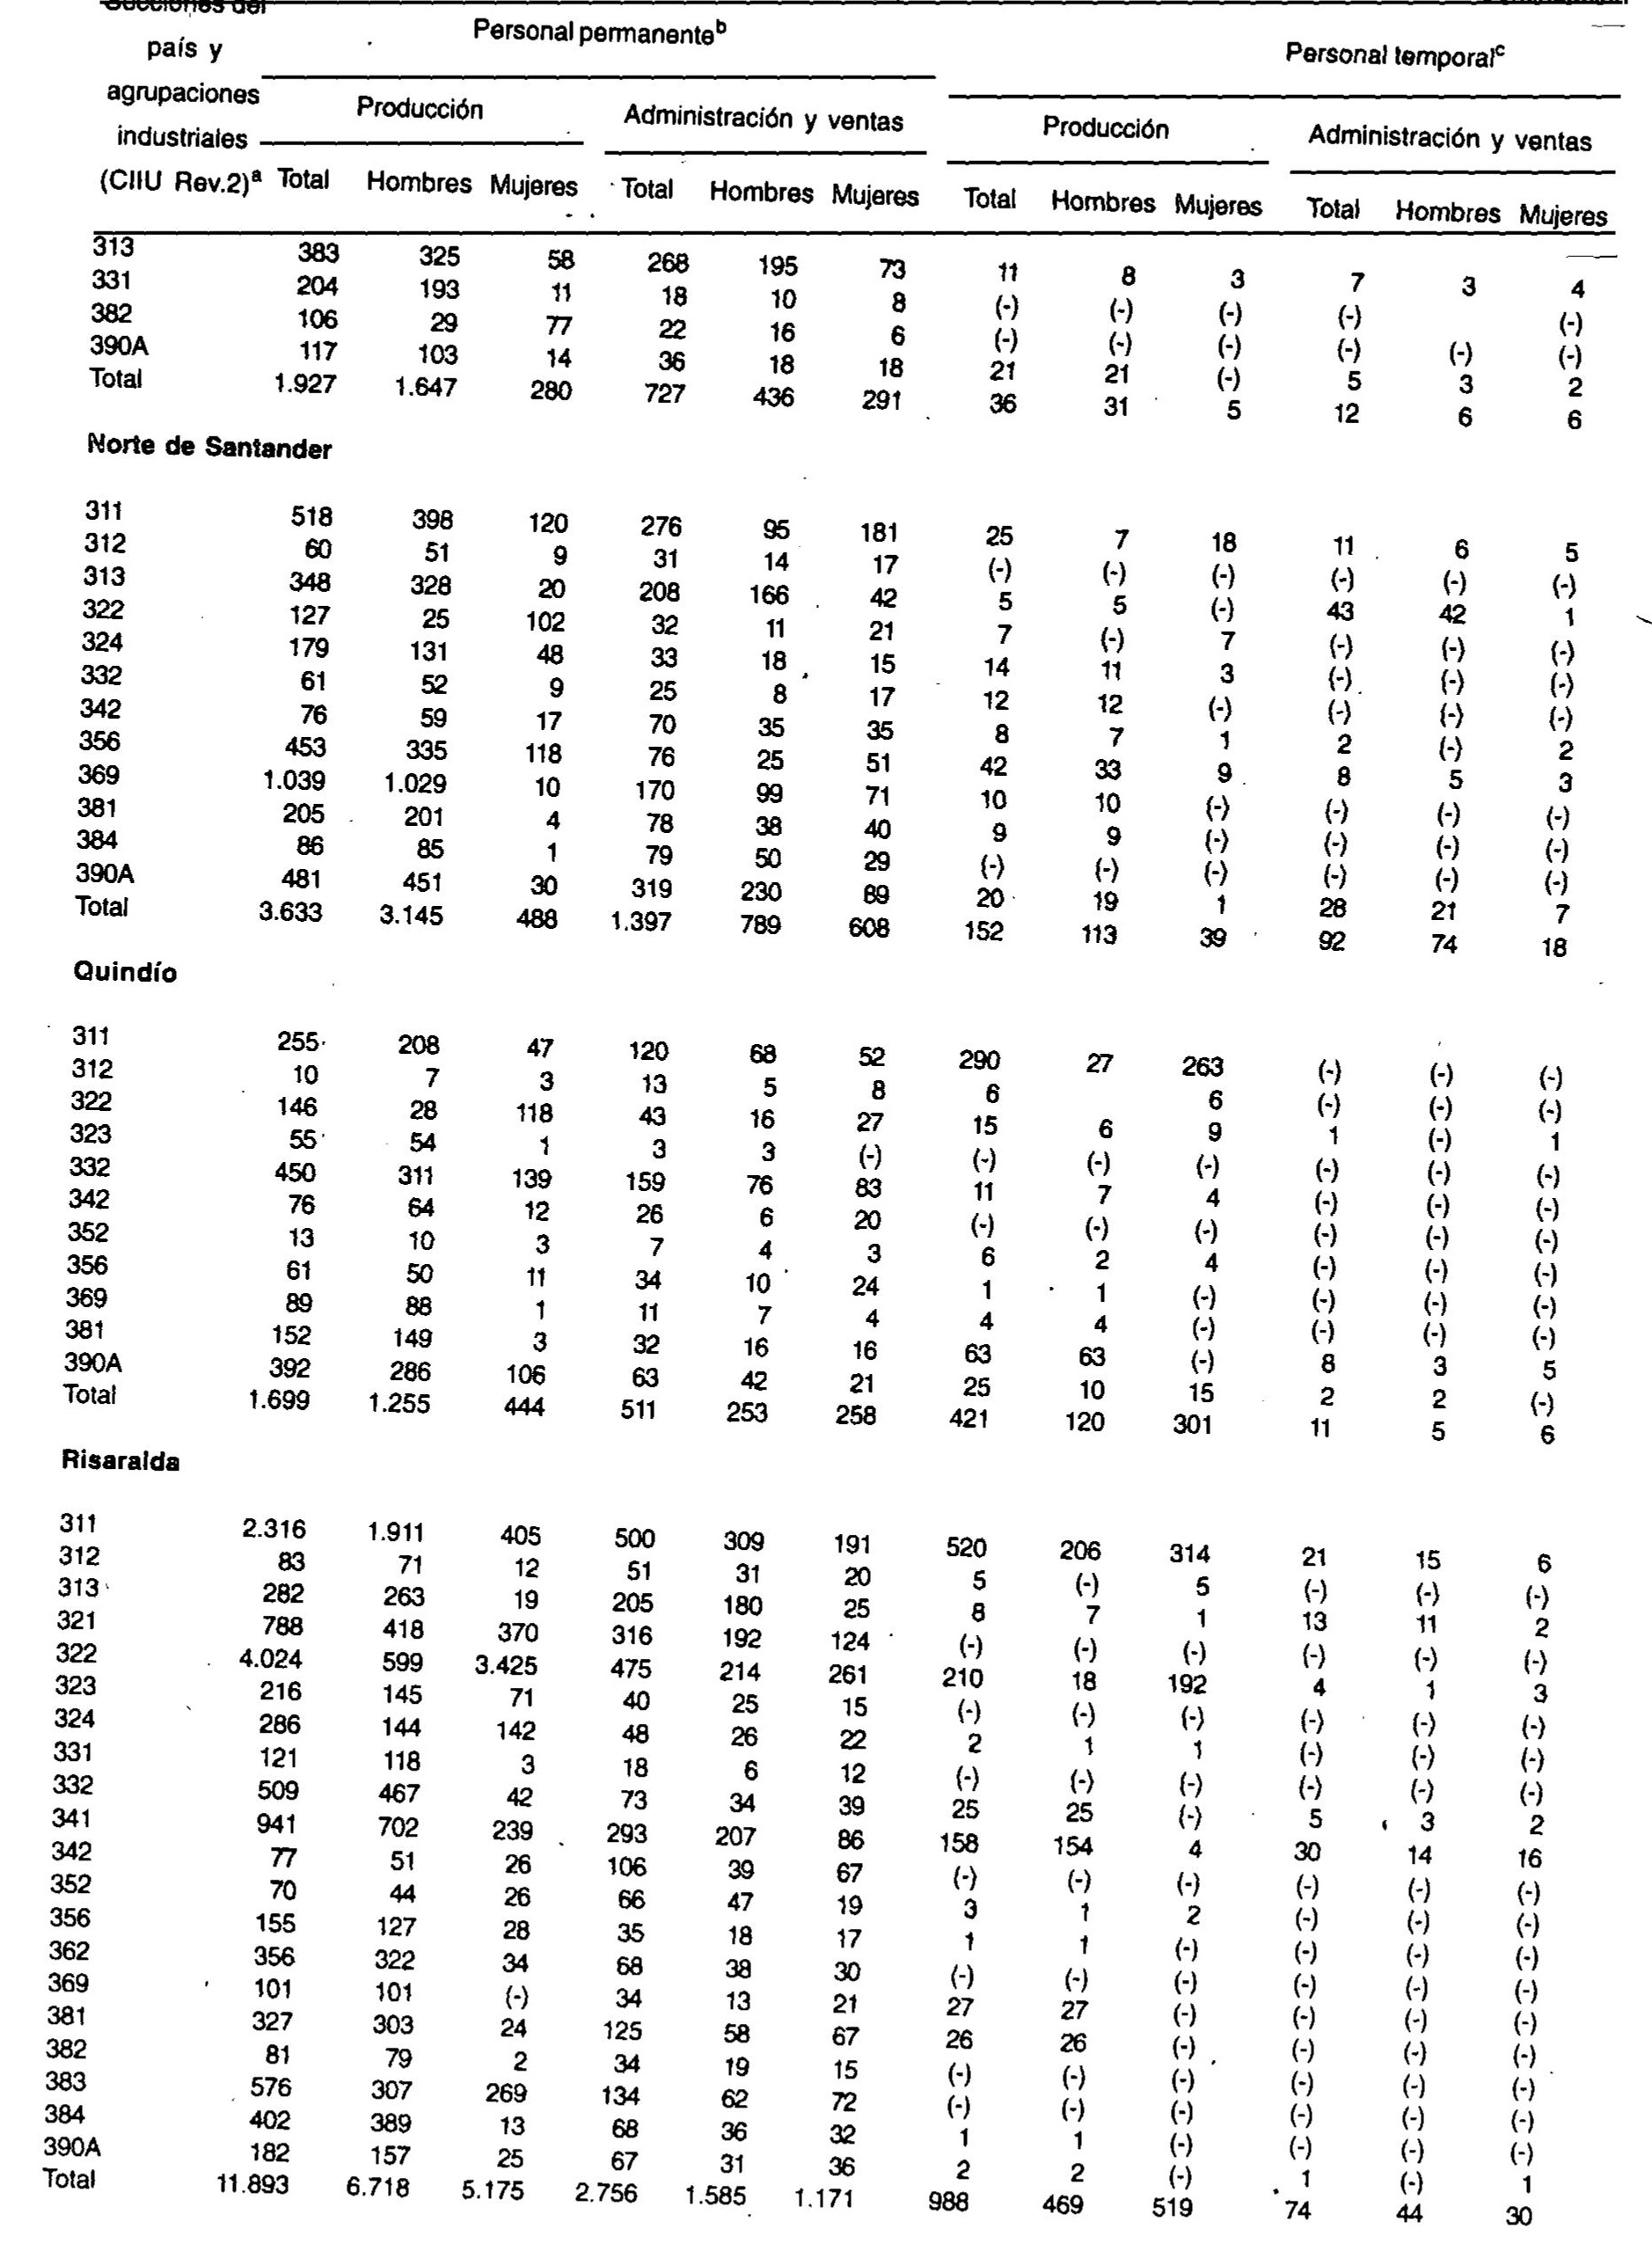 Personal permanenteᵇ Personal temporalᶜ
país y
agrupaciones Producción Administración y ventas Producción Administración y ventas
industriales
(CIIU Rev.2)ᵃ Total Hombres Mujeres Total Hombres Mujeres Total Hombres Mujeres Total Hombres Mujeres
313 383 325 58 268 195 73 11 8 3 7 3 4
331 204 193 11 18 10 8 (-) (-) (-) (-) (-)
382 106 29 77 22 16 6 (-) (-) (-) (-) (-) (-)
390A 117 103 14 36 18 18 21 21 (-) 5 3 2
Total 1.927 1.647 280 727 436 291 36 31 5 12 6 6
Norte de Santander
311 518 398 120 276 95 181 25 7 18 11 6 5
312 60 51 9 31 14 17 (-) (-) (-) (-) (-) (-)
313 348 328 20 208 166 42 5 5 (-) 43 42 1
322 127 25 102 32 11 21 7 (-) 7 (-) (-) (-)
324 179 131 48 33 18 15 14 11 3 (-) (-) (-)
332 61 52 9 25 8 17 12 12 (-) (-) (-) (-)
342 76 59 17 70 35 35 8 7 1 2 (-) 2
356 453 335 118 76 25 51 42 33 9 8 5 3
369 1.039 1.029 10 170 99 71 10 10 (-) (-) (-) (-)
381 205 201 4 78 38 40 9 9 (-) (-) (-) (-)
384 86 85 1 79 50 29 (-) (-) (-) (-) (-) (-)
390A 481 451 30 319 230 89 20 19 1 28 21 7
Total 3.633 3.145 488 1.397 789 608 152 113 39 92 74 18
Quindío
311 255 208 47 120 68 52 290 27 263 (-) (-) (-)
312 10 7 3 13 5 8 6 6 (-) (-) (-)
322 146 28 118 43 16 27 15 6 9 1 (-) 1
323 55 54 1 3 3 (-) (-) (-) (-) (-) (-) (-)
332 450 311 139 159 76 83 11 7 4 (-) (-) (-)
342 76 64 12 26 6 20 (-) (-) (-) (-) (-) (-)
352 13 10 3 7 4 3 6 2 4 (-) (-) (-)
356 61 50 11 34 10 24 1 1 (-) (-) (-) (-)
369 89 88 1 11 7 4 4 4 (-) (-) (-) (-)
381 152 149 3 32 16 16 63 63 (-) 8 3 5
390A 392 286 106 63 42 21 25 10 15 2 2 (-)
Total 1.699 1.255 444 511 253 258 421 120 301 11 5 6
Risaralda
311 2.316 1.911 405 500 309 191 520 206 314 21 15 6
312 83 71 12 51 31 20 5 (-) 5 (-) (-) (-)
313 282 263 19 205 180 25 8 7 1 13 11 2
321 788 418 370 316 192 124 (-) (-) (-) (-) (-) (-)
322 4.024 599 3.425 475 214 261 210 18 192 4 1 3
323 216 145 71 40 25 15 (-) (-) (-) (-) (-) (-)
324 286 144 142 48 26 22 2 1 1 (-) (-) (-)
331 121 118 3 18 6 12 (-) (-) (-) (-) (-) (-)
332 509 467 42 73 34 39 25 25 (-) 5 3 2
341 941 702 239 293 207 86 158 154 4 30 14 16
342 77 51 26 106 39 67 (-) (-) (-) (-) (-) (-)
352 70 44 26 66 47 19 3 1 2 (-) (-) (-)
356 155 127 28 35 18 17 1 1 (-) (-) (-) (-)
362 356 322 34 68 38 30 (-) (-) (-) (-) (-) (-)
369 101 101 (-) 34 13 21 27 27 (-) (-) (-) (-)
381 327 303 24 125 58 67 26 26 (-) (-) (-) (-)
382 81 79 2 34 19 15 (-) (-) (-) (-) (-) (-)
383 576 307 269 134 62 72 (-) (-) (-) (-) (-) (-)
384 402 389 13 68 36 32 1 1 (-) (-) (-) (-)
390A 182 157 25 67 31 36 2 2 (-) 1 (-) 1
Total 11.893 6.718 5.175 2.756 1.585 1.171 988 469 519 74 44 30